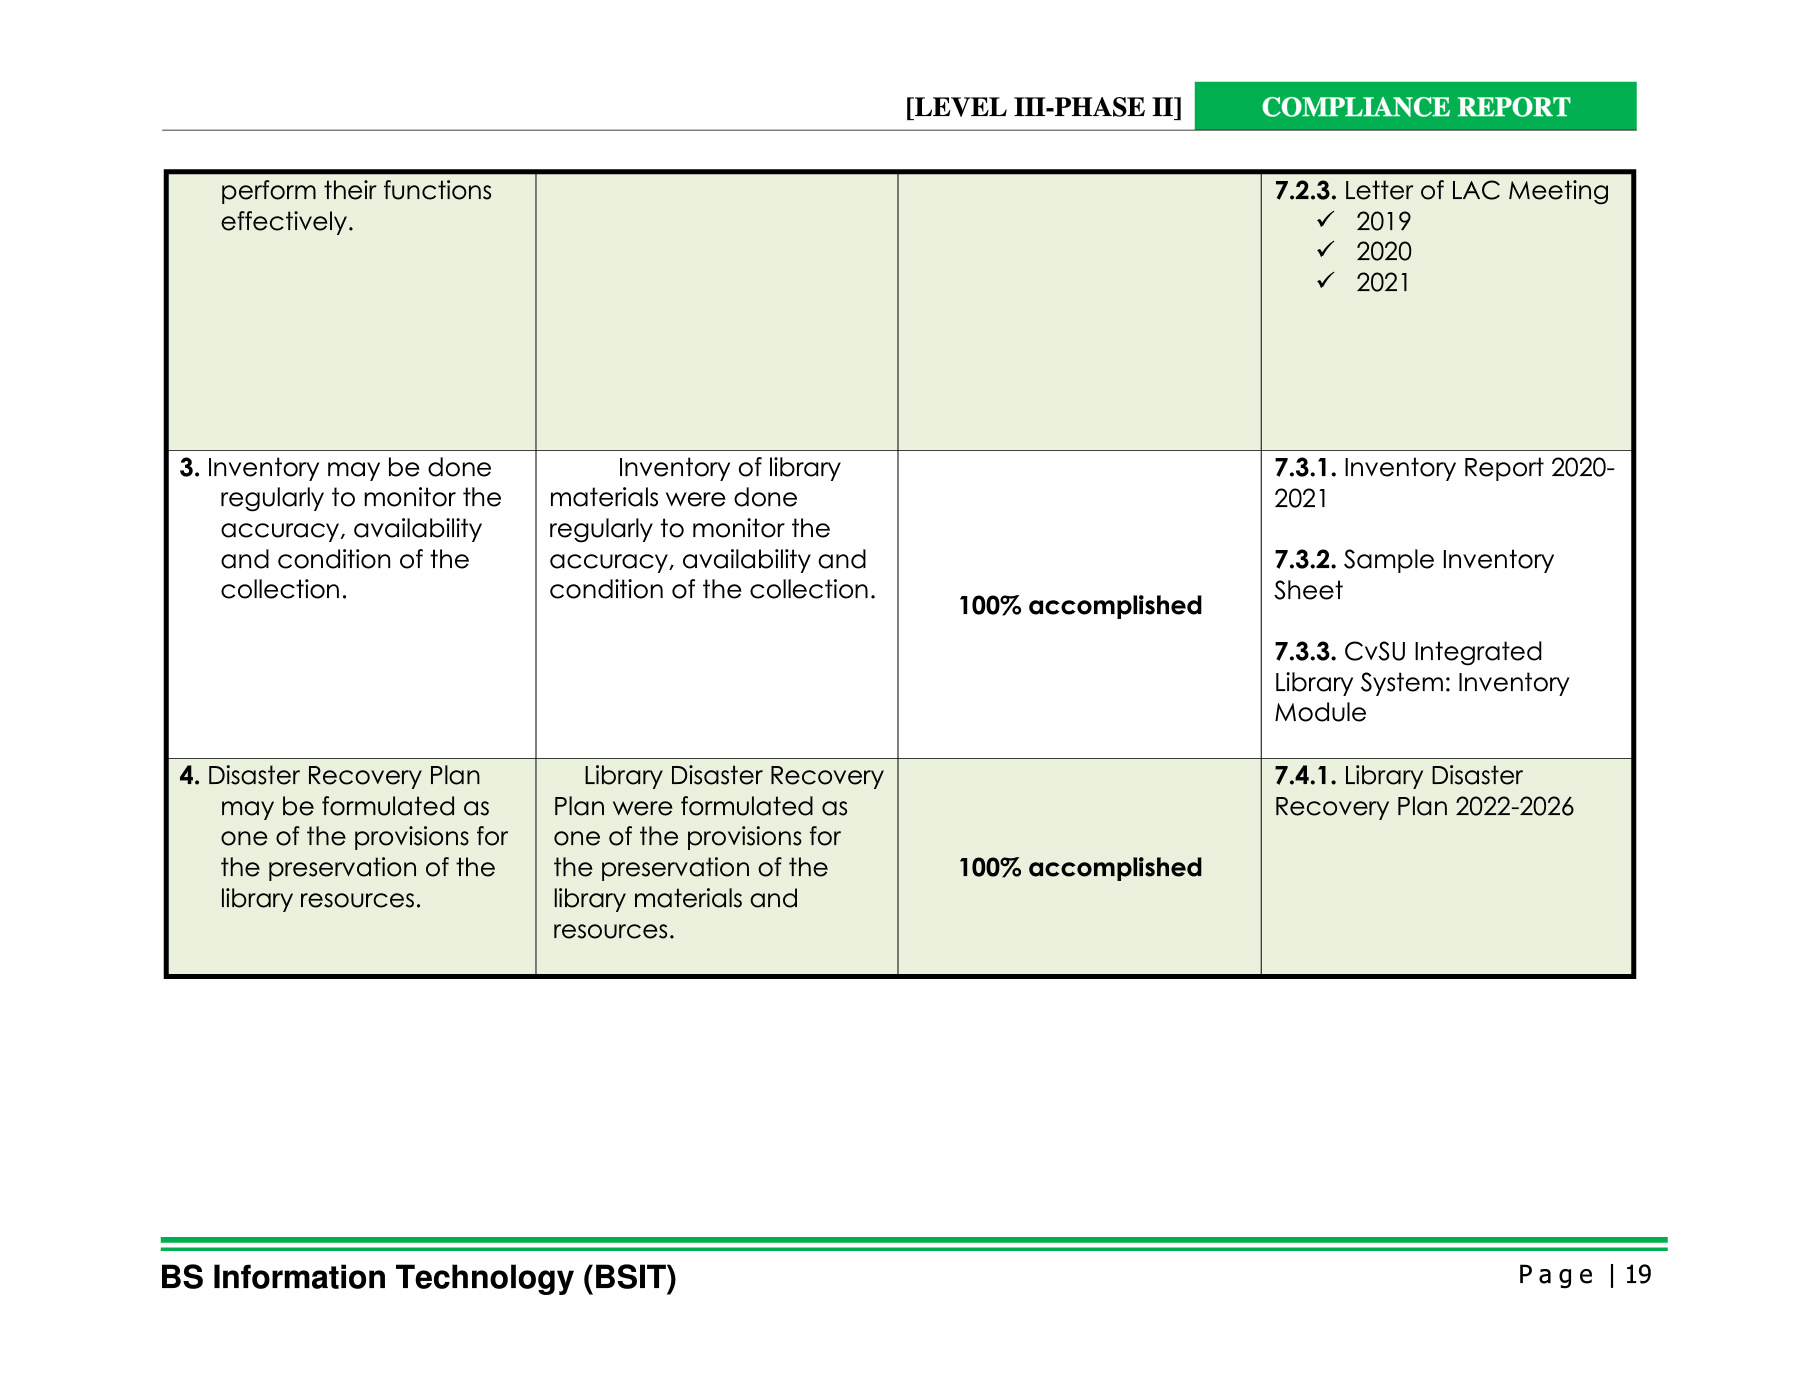 [LEVEL III-PHASE II] COMPLIANCE REPORT
perform their functions
effectively.
7.2.3. Letter of LAC Meeting
✓ 2019
✓ 2020
✓ 2021
3. Inventory may be done
regularly to monitor the
accuracy, availability
and condition of the
collection.
Inventory of library
materials were done
regularly to monitor the
accuracy, availability and
condition of the collection.
100% accomplished
7.3.1. Inventory Report 2020-
2021
7.3.2. Sample Inventory
Sheet
7.3.3. CvSU Integrated
Library System: Inventory
Module
4. Disaster Recovery Plan
may be formulated as
one of the provisions for
the preservation of the
library resources.
Library Disaster Recovery
Plan were formulated as
one of the provisions for
the preservation of the
library materials and
resources.
100% accomplished
7.4.1. Library Disaster
Recovery Plan 2022-2026
BS Information Technology (BSIT)
Page | 19